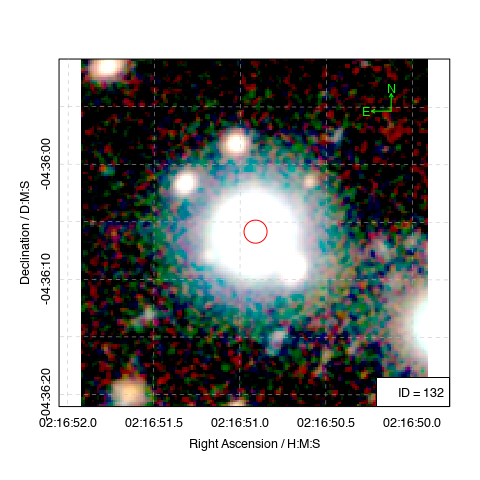 N
E
-04:36:00
-04:36:10
-04:36:20
Declination / D:M:S
ID = 132
02:16:52.0 02:16:51.5 02:16:51.0 02:16:50.5 02:16:50.0
Right Ascension / H:M:S